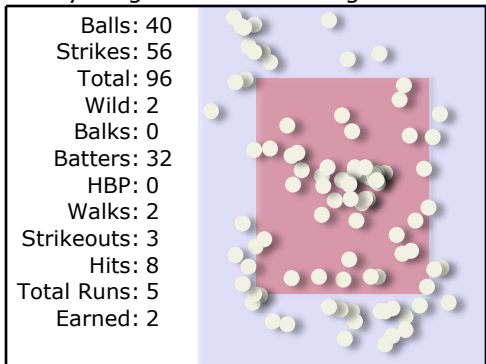 Balls: 40
Strikes: 56
Total: 96
Wild: 2
Balks: 0
Batters: 32
HBP: 0
Walks: 2
Strikeouts: 3
Hits: 8
Total Runs: 5
Earned: 2